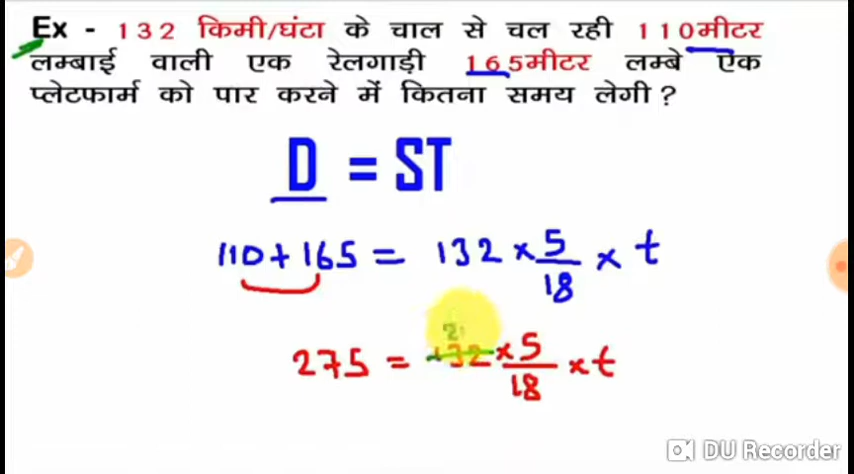 Ex - 132 किमी/घंटा के चाल से चल रही 110मीटर
लम्बाई वाली एक रेलगाड़ी 165मीटर लम्बे ऐक
प्लेटफार्म को पार करने में कितना समय लेगी ?
D = ST
110 + 165 = 132 × 5/18 × t
275 = 132 × 5/18 × t
DU Recorder